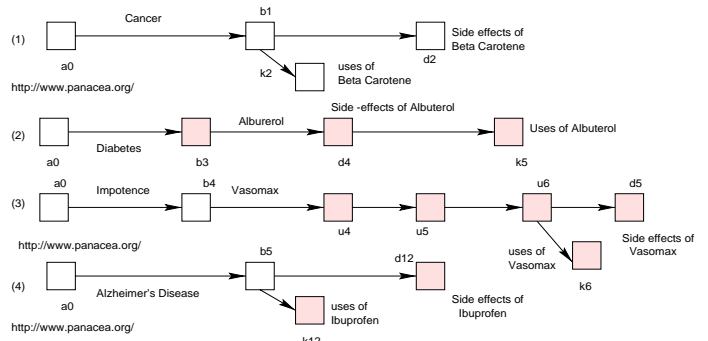 Cancer
b1
(1)
Side effects of
Beta Carotene
a0
k2
uses of
Beta Carotene
d2
http://www.panacea.org/
Side -effects of Albuterol
(2)
Alburerol
Uses of Albuterol
Diabetes
a0
b3
d4
k5
a0
Impotence
b4
Vasomax
u6
d5
(3)
u4
u5
http://www.panacea.org/
uses of
Vasomax
Side effects of
Vasomax
k6
b5
d12
(4)
Alzheimer's Disease
a0
uses of
Ibuprofen
Side effects of
Ibuprofen
http://www.panacea.org/
k12